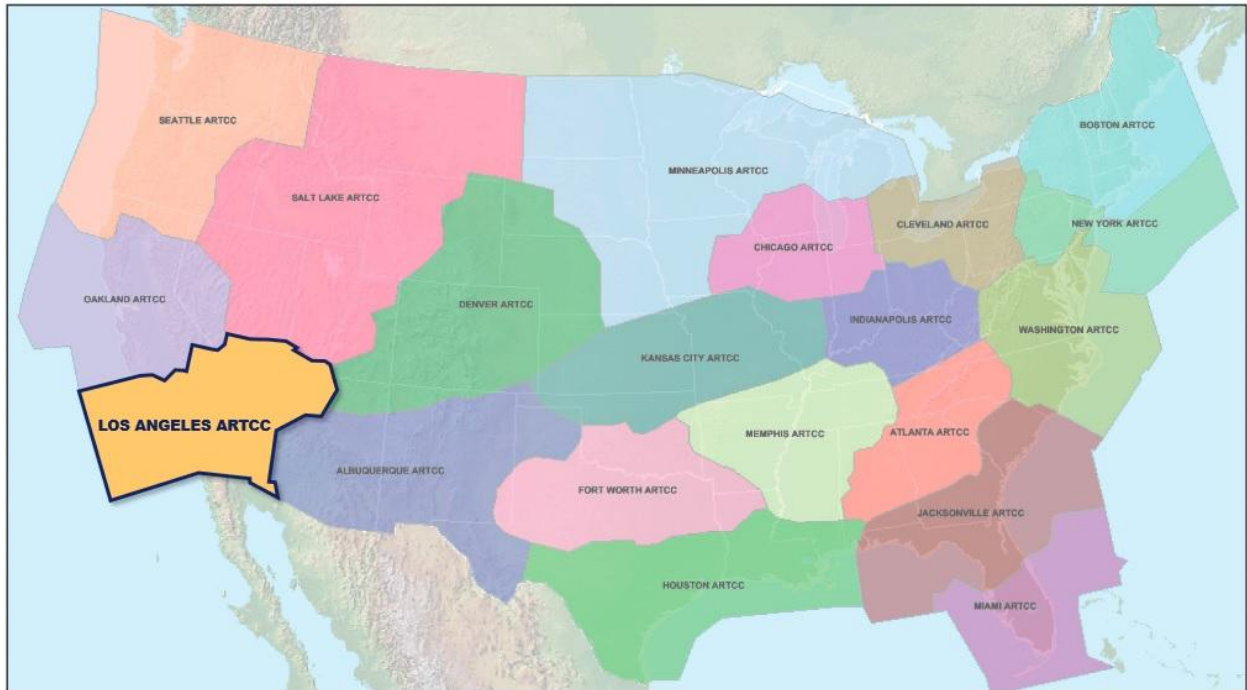 SEATTLE ARTCC
BOSTON ARTCC
MINNEAPOLIS ARTCC
SALT LAKE ARTCC
CLEVELAND ARTCC
NEW YORK ARTCC
CHICAGO ARTCC
OAKLAND ARTCC
DENVER ARTCC
INDIANAPOLIS ARTCC
WASHINGTON ARTCC
KANSAS CITY ARTCC
LOS ANGELES ARTCC
MEMPHIS ARTCC
ATLANTA ARTCC
ALBUQUERQUE ARTCC
FORT WORTH ARTCC
JACKSONVILLE ARTCC
HOUSTON ARTCC
MIAMI ARTCC